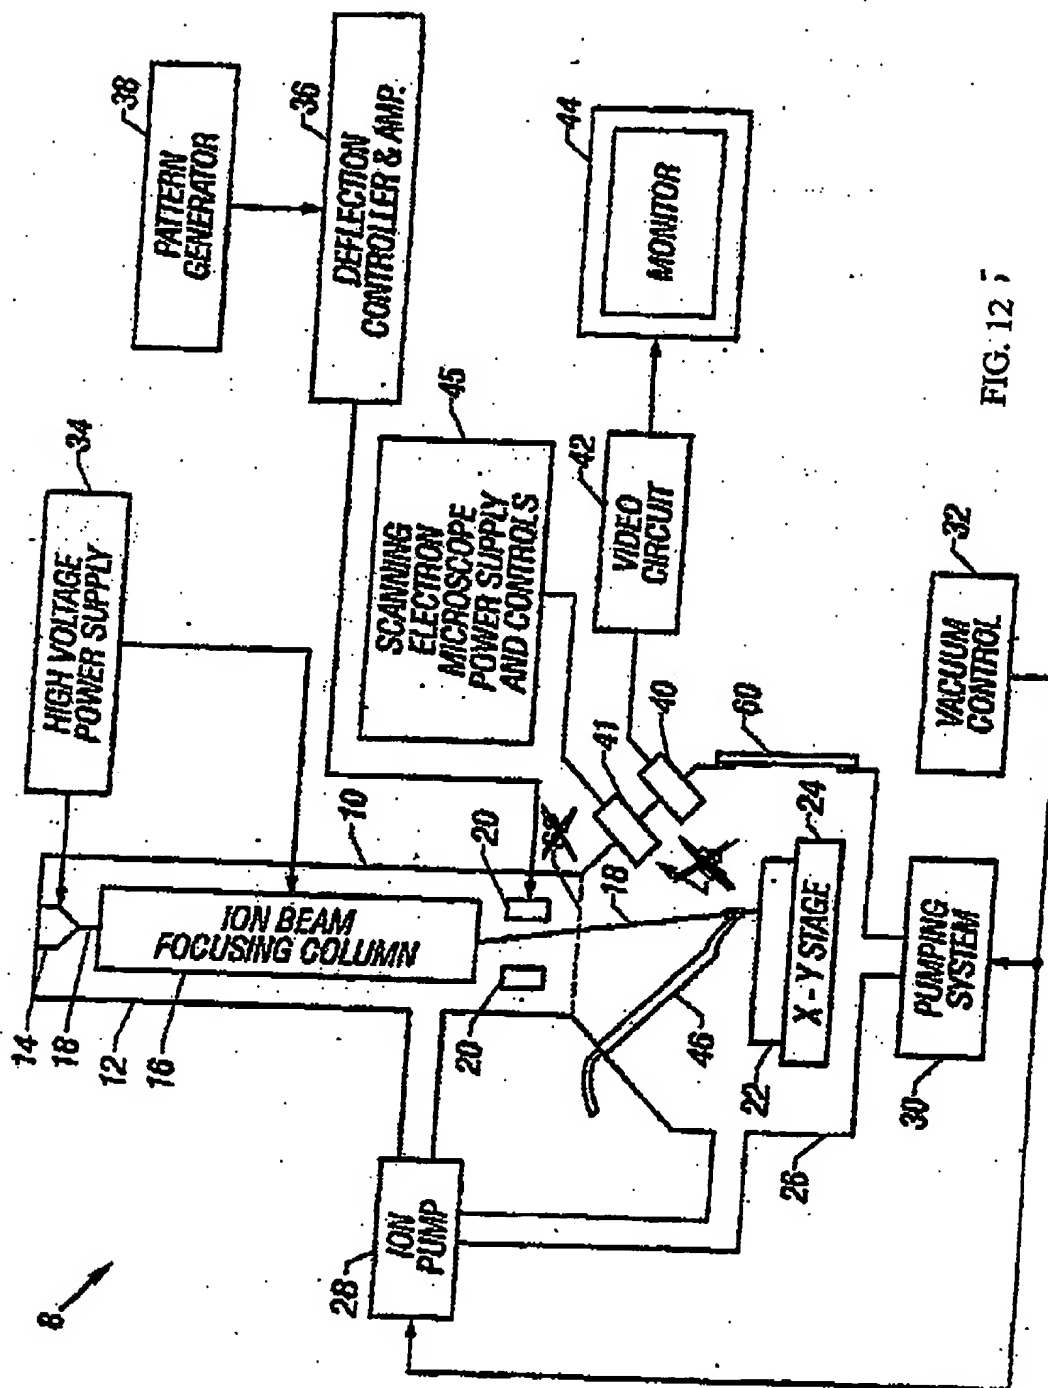 8
38
PATTERN
GENERATOR
36
DEFLECTION
CONTROLLER & AMP.
34
HIGH VOLTAGE
POWER SUPPLY
45
SCANNING
ELECTRON
MICROSCOPE
POWER SUPPLY
AND CONTROLS
44
MONITOR
42
VIDEO
CIRCUIT
14
18
12
16
ION BEAM
FOCUSING COLUMN
10
20
20
41
40
18
60
46
28
ION
PUMP
22
X-Y STAGE
24
26
30
PUMPING
SYSTEM
32
VACUUM
CONTROL
FIG. 12